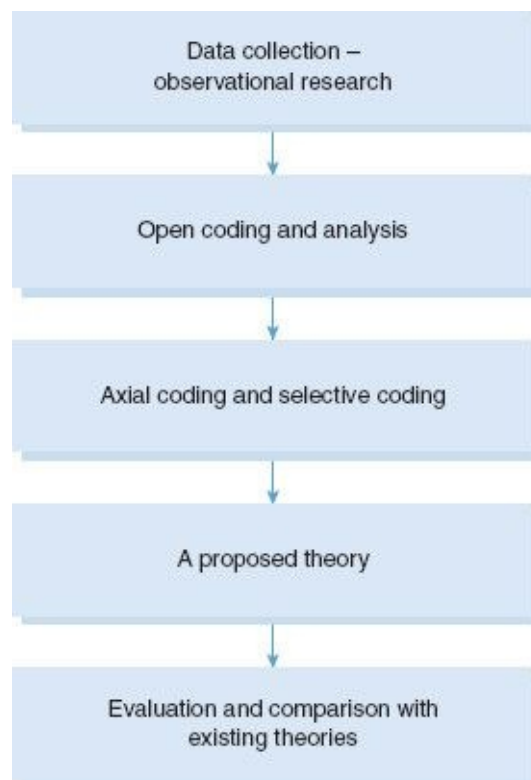 Data collection –
observational research
Open coding and analysis
Axial coding and selective coding
A proposed theory
Evaluation and comparison with
existing theories